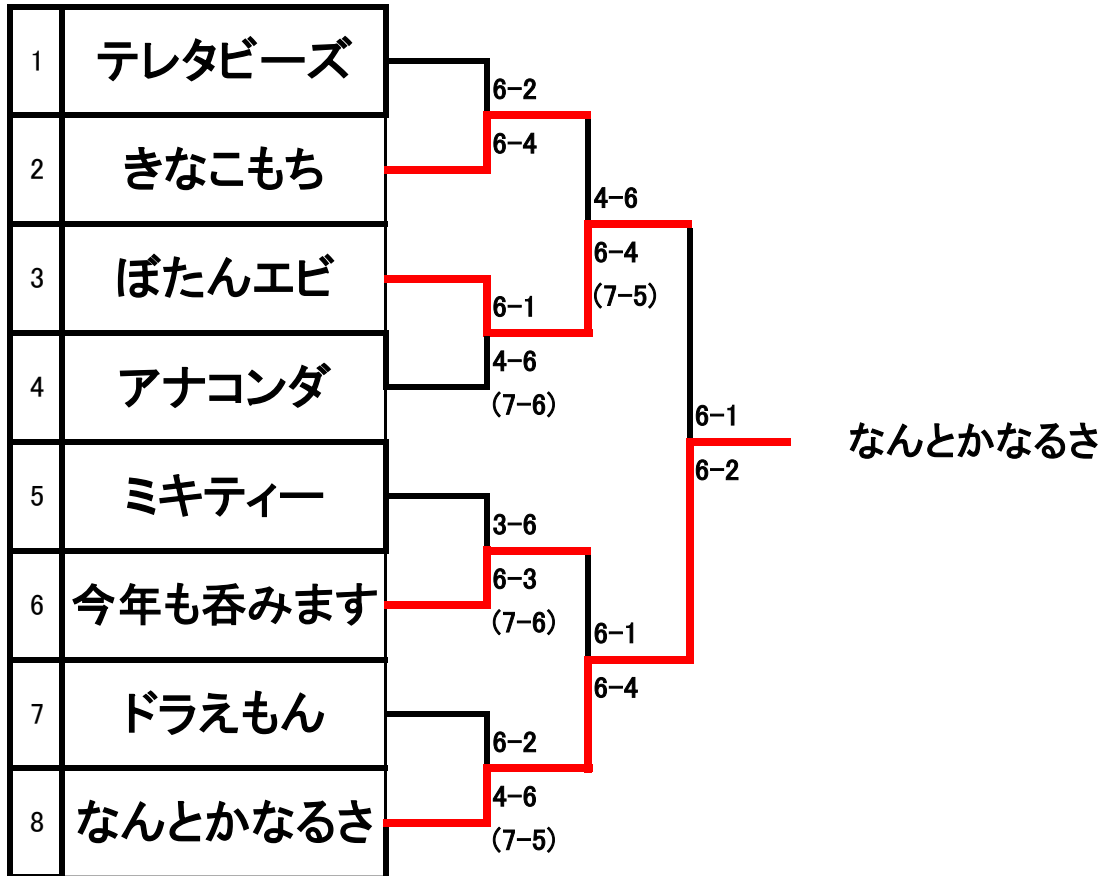 1 テレタビーズ
2 きなこもち
3 ぼたんエビ
4 アナコンダ
5 ミキティー
6 今年も呑みます
7 ドラえもん
8 なんとかなるさ
6-2
6-4
6-1
4-6
(7-6)
3-6
6-3
(7-6)
6-2
4-6
(7-5)
4-6
6-4
(7-5)
6-1
6-4
6-1
6-2
なんとかなるさ